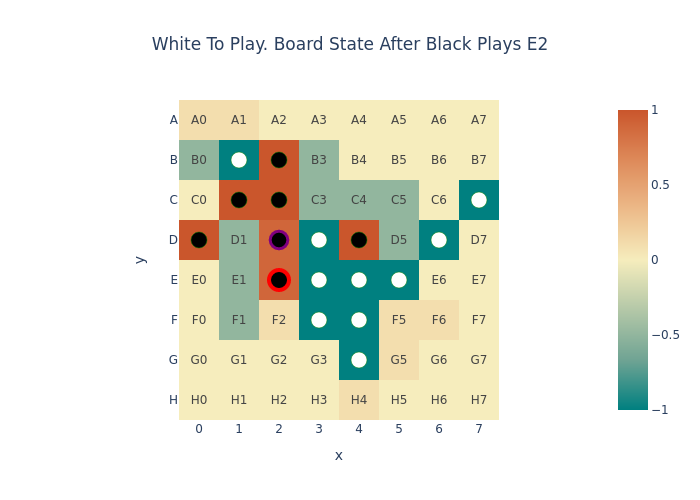 White To Play. Board State After Black Plays E2
A A0 A1 A2 A3 A4 A5 A6 A7
B B0 B3 B4 B5 B6 B7
C C0 C3 C4 C5 C6
D D1 D5 D7
E E0 E1 E6 E7
F F0 F1 F2 F5 F6 F7
G G0 G1 G2 G3 G5 G6 G7
H H0 H1 H2 H3 H4 H5 H6 H7
0 1 2 3 4 5 6 7
x
y
1
0.5
0
−0.5
−1